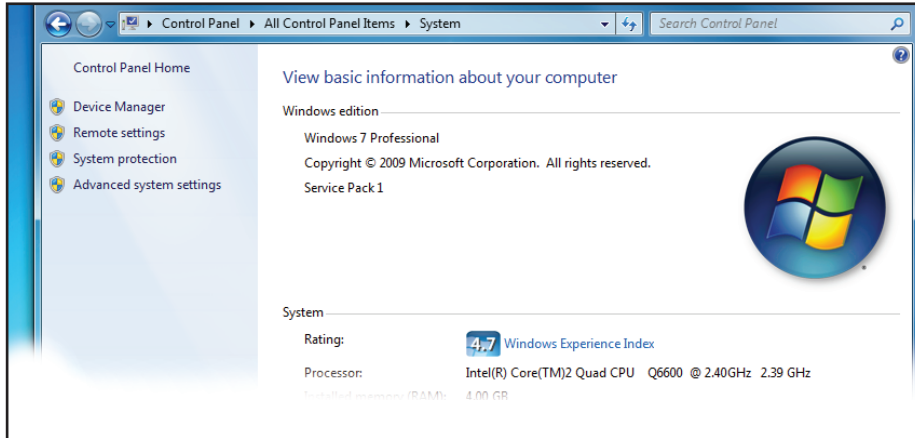 Control Panel ▸ All Control Panel Items ▸ System
Search Control Panel
Control Panel Home
Device Manager
Remote settings
System protection
Advanced system settings
View basic information about your computer
Windows edition
Windows 7 Professional
Copyright © 2009 Microsoft Corporation. All rights reserved.
Service Pack 1
System
Rating: 4.7 Windows Experience Index
Processor: Intel(R) Core(TM)2 Quad CPU Q6600 @ 2.40GHz 2.39 GHz
Installed memory (RAM): 4.00 GB